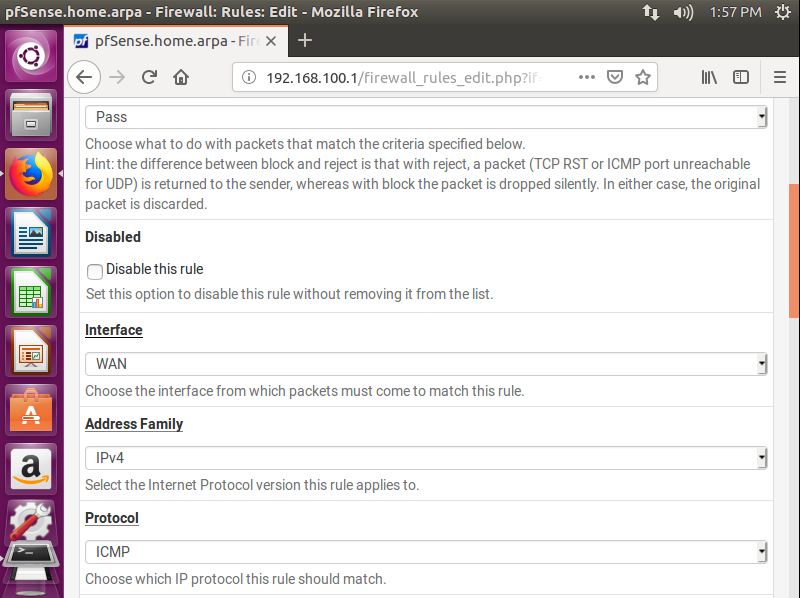 pfSense.home.arpa - Firewall: Rules: Edit - Mozilla Firefox
1:57 PM
pf pfSense.home.arpa - Fire
192.168.100.1/firewall_rules_edit.php?if=
Pass
Choose what to do with packets that match the criteria specified below.
Hint: the difference between block and reject is that with reject, a packet (TCP RST or ICMP port unreachable
for UDP) is returned to the sender, whereas with block the packet is dropped silently. In either case, the original
packet is discarded.
Disabled
Disable this rule
Set this option to disable this rule without removing it from the list.
Interface
WAN
Choose the interface from which packets must come to match this rule.
Address Family
IPv4
Select the Internet Protocol version this rule applies to.
Protocol
ICMP
Choose which IP protocol this rule should match.